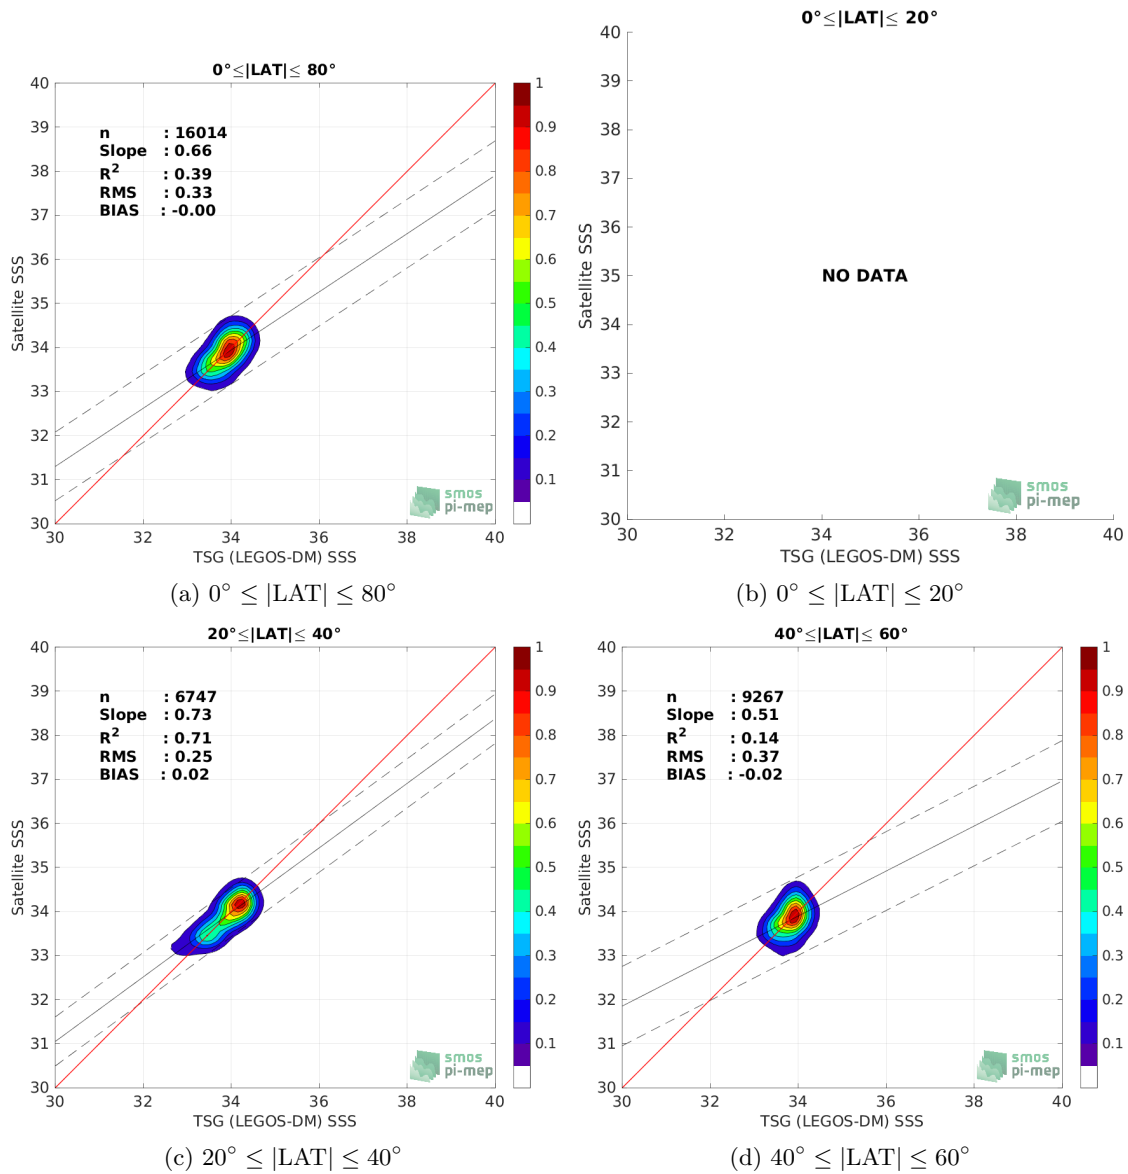 0°≤|LAT|≤ 80°
40
39
38
37
36
35
34
33
32
31
30
Satellite SSS
n : 16014
Slope : 0.66
R² : 0.39
RMS : 0.33
BIAS : -0.00
smos
pi-mep
30 32 34 36 38 40
TSG (LEGOS-DM) SSS
1
0.9
0.8
0.7
0.6
0.5
0.4
0.3
0.2
0.1
(a) 0° ≤ |LAT| ≤ 80°
0°≤|LAT|≤ 20°
40
39
38
37
36
35
34
33
32
31
30
Satellite SSS
NO DATA
smos
pi-mep
30 32 34 36 38 40
TSG (LEGOS-DM) SSS
(b) 0° ≤ |LAT| ≤ 20°
20°≤|LAT|≤ 40°
40
39
38
37
36
35
34
33
32
31
30
Satellite SSS
n : 6747
Slope : 0.73
R² : 0.71
RMS : 0.25
BIAS : 0.02
smos
pi-mep
30 32 34 36 38 40
TSG (LEGOS-DM) SSS
1
0.9
0.8
0.7
0.6
0.5
0.4
0.3
0.2
0.1
(c) 20° ≤ |LAT| ≤ 40°
40°≤|LAT|≤ 60°
40
39
38
37
36
35
34
33
32
31
30
Satellite SSS
n : 9267
Slope : 0.51
R² : 0.14
RMS : 0.37
BIAS : -0.02
smos
pi-mep
30 32 34 36 38 40
TSG (LEGOS-DM) SSS
1
0.9
0.8
0.7
0.6
0.5
0.4
0.3
0.2
0.1
(d) 40° ≤ |LAT| ≤ 60°